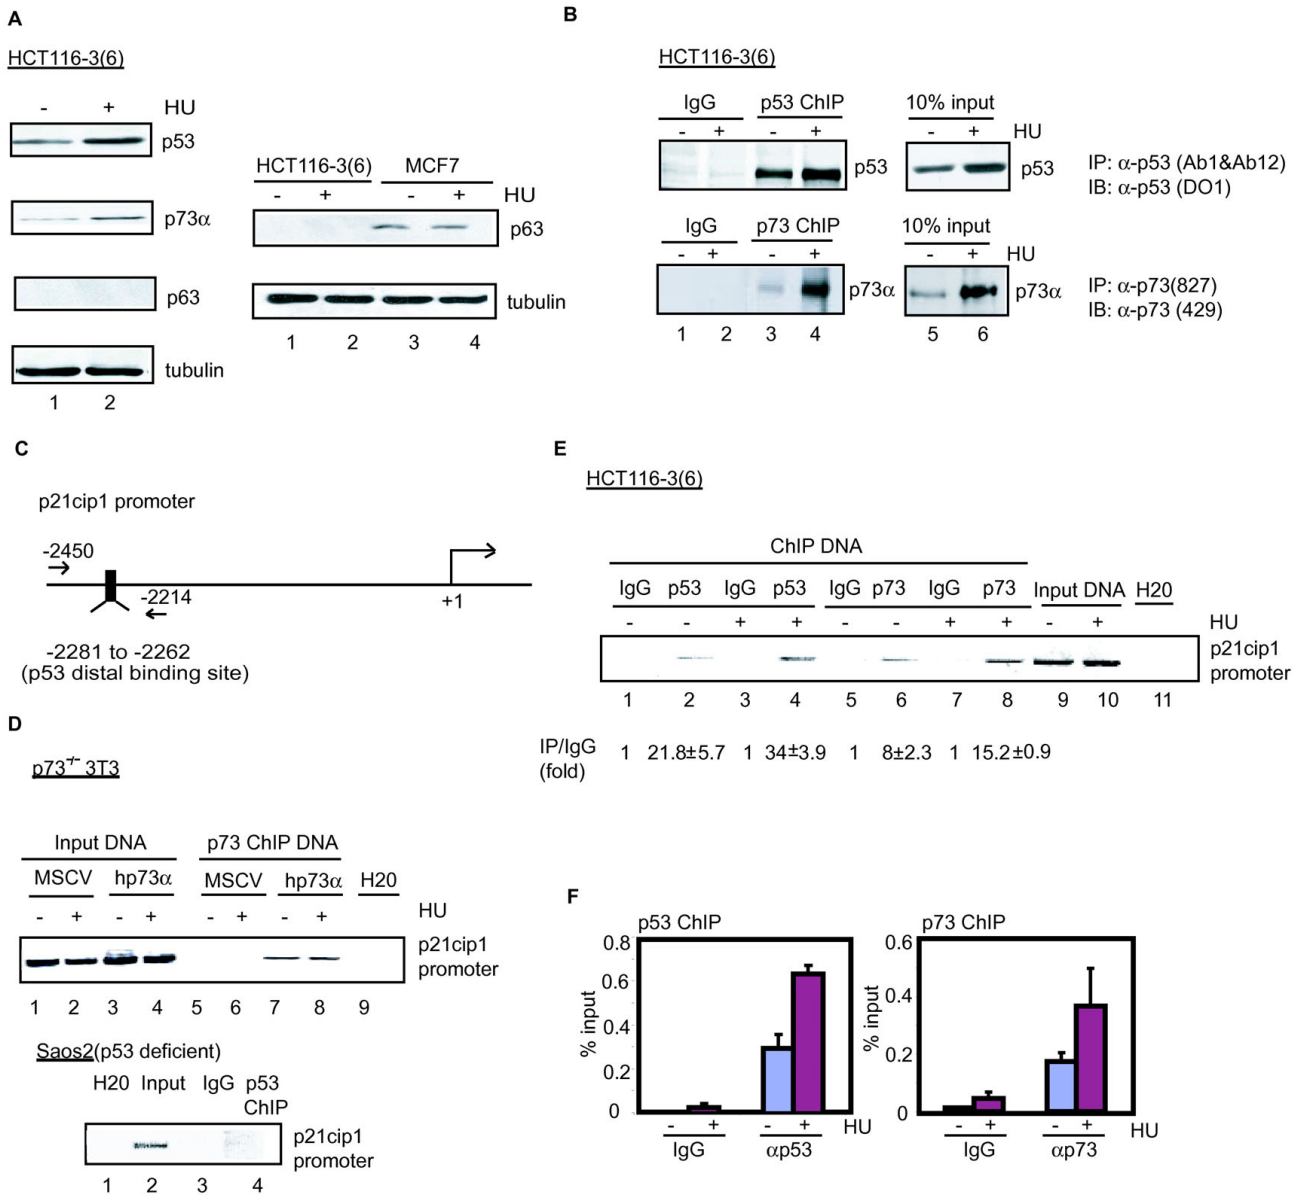 A
HCT116-3(6)
- + HU
p53
p73α
p63
tubulin
1 2
HCT116-3(6) MCF7
- + - + HU
p63
tubulin
1 2 3 4
B
HCT116-3(6)
IgG p53 ChIP 10% input
- + - + - + HU
p53 p53
IP: α-p53 (Ab1&Ab12)
IB: α-p53 (DO1)
IgG p73 ChIP 10% input
- + - + - + HU
p73α p73α
IP: α-p73(827)
IB: α-p73 (429)
1 2 3 4 5 6
C
p21cip1 promoter
-2450
-2214
+1
-2281 to -2262
(p53 distal binding site)
D
p73-/- 3T3
Input DNA p73 ChIP DNA
MSCV hp73α MSCV hp73α H20
- + - + - + - + HU
p21cip1
promoter
1 2 3 4 5 6 7 8 9
Saos2(p53 deficient)
H20 Input IgG p53
ChIP
p21cip1
promoter
1 2 3 4
E
HCT116-3(6)
ChIP DNA
IgG p53 IgG p53 IgG p73 IgG p73 Input DNA H20
- - + + - - + + - + HU
p21cip1
promoter
1 2 3 4 5 6 7 8 9 10 11
IP/IgG
(fold)
1 21.8±5.7 1 34±3.9 1 8±2.3 1 15.2±0.9
F
p53 ChIP
0.8
0.6
0.4
0.2
0
% input
- + - + HU
IgG αp53
p73 ChIP
0.6
0.4
0.2
0
% input
- + - + HU
IgG αp73